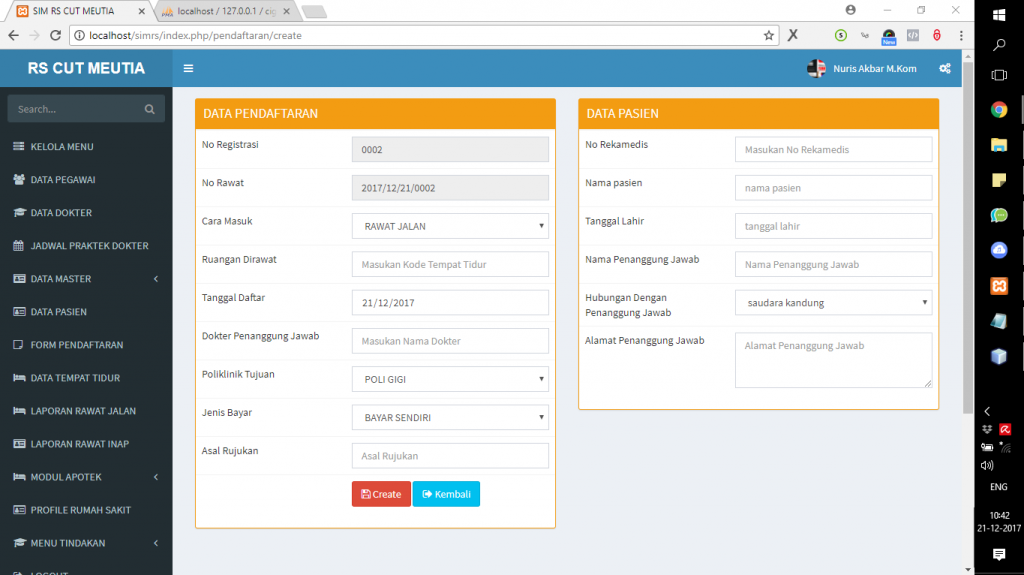 SIM RS CUT MEUTIA
localhost / 127.0.0.1 / cig
localhost/simrs/index.php/pendaftaran/create
New
RS CUT MEUTIA
Nuris Akbar M.Kom
Search...
KELOLA MENU
DATA PEGAWAI
DATA DOKTER
JADWAL PRAKTEK DOKTER
DATA MASTER
DATA PASIEN
FORM PENDAFTARAN
DATA TEMPAT TIDUR
LAPORAN RAWAT JALAN
LAPORAN RAWAT INAP
MODUL APOTEK
PROFILE RUMAH SAKIT
MENU TINDAKAN
LOGOUT
DATA PENDAFTARAN
No Registrasi
0002
No Rawat
2017/12/21/0002
Cara Masuk
RAWAT JALAN
Ruangan Dirawat
Masukan Kode Tempat Tidur
Tanggal Daftar
21/12/2017
Dokter Penanggung Jawab
Masukan Nama Dokter
Poliklinik Tujuan
POLI GIGI
Jenis Bayar
BAYAR SENDIRI
Asal Rujukan
Asal Rujukan
Create
Kembali
DATA PASIEN
No Rekamedis
Masukan No Rekamedis
Nama pasien
nama pasien
Tanggal Lahir
tanggal lahir
Nama Penanggung Jawab
Nama Penanggung Jawab
Hubungan Dengan
Penanggung Jawab
saudara kandung
Alamat Penanggung Jawab
Alamat Penanggung Jawab
ENG
10:42
21-12-2017